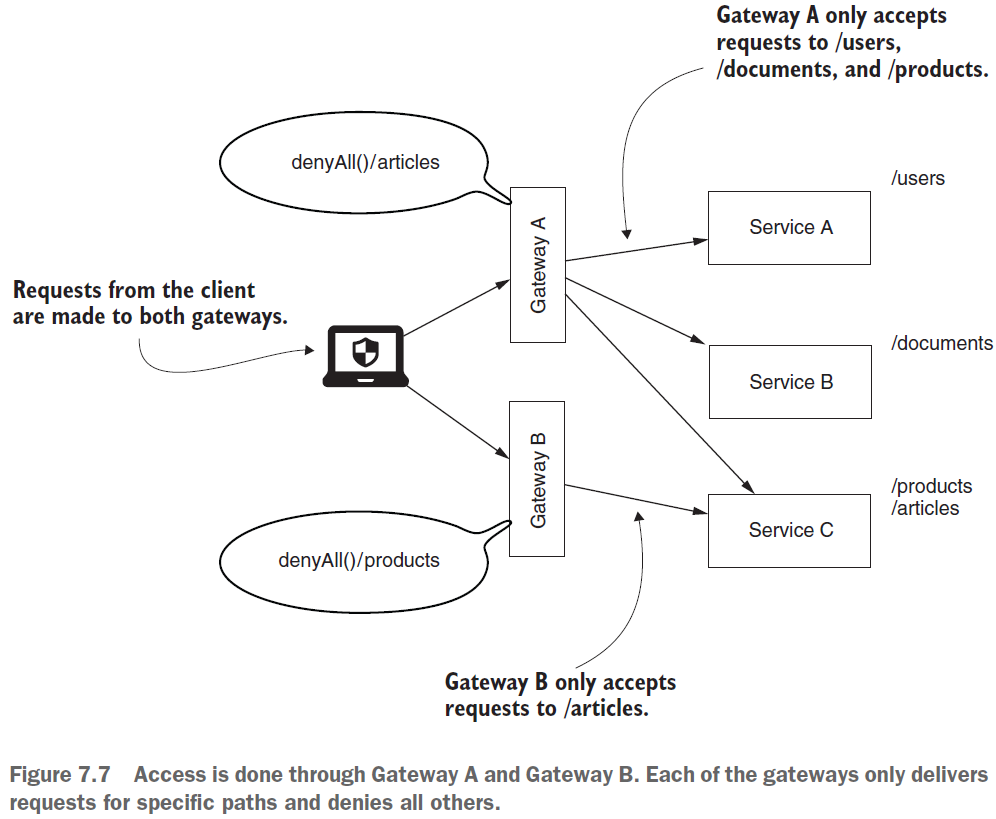 Gateway A only accepts
requests to /users,
/documents, and /products.
denyAll()/articles
Gateway A
/users
Service A
Requests from the client
are made to both gateways.
/documents
Service B
Gateway B
/products
/articles
Service C
denyAll()/products
Gateway B only accepts
requests to /articles.
Figure 7.7 Access is done through Gateway A and Gateway B. Each of the gateways only delivers
requests for specific paths and denies all others.